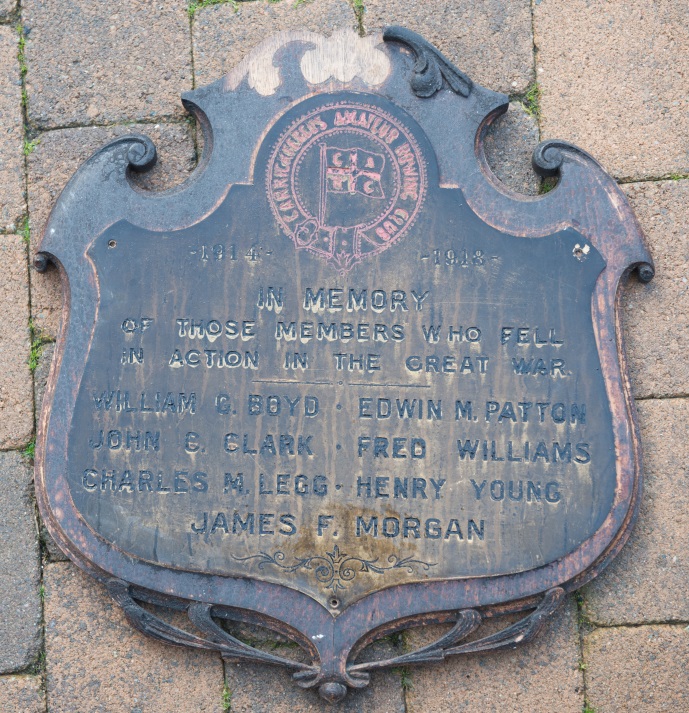 CARRICKFERGUS AMATEUR ROWING CLUB
C A
R C
-1914- -1918-
IN MEMORY
OF THOSE MEMBERS WHO FELL
IN ACTION IN THE GREAT WAR.
WILLIAM G. BOYD · EDWIN M. PATTON
JOHN C. CLARK · FRED WILLIAMS
CHARLES M. LEGG · HENRY YOUNG
JAMES F. MORGAN